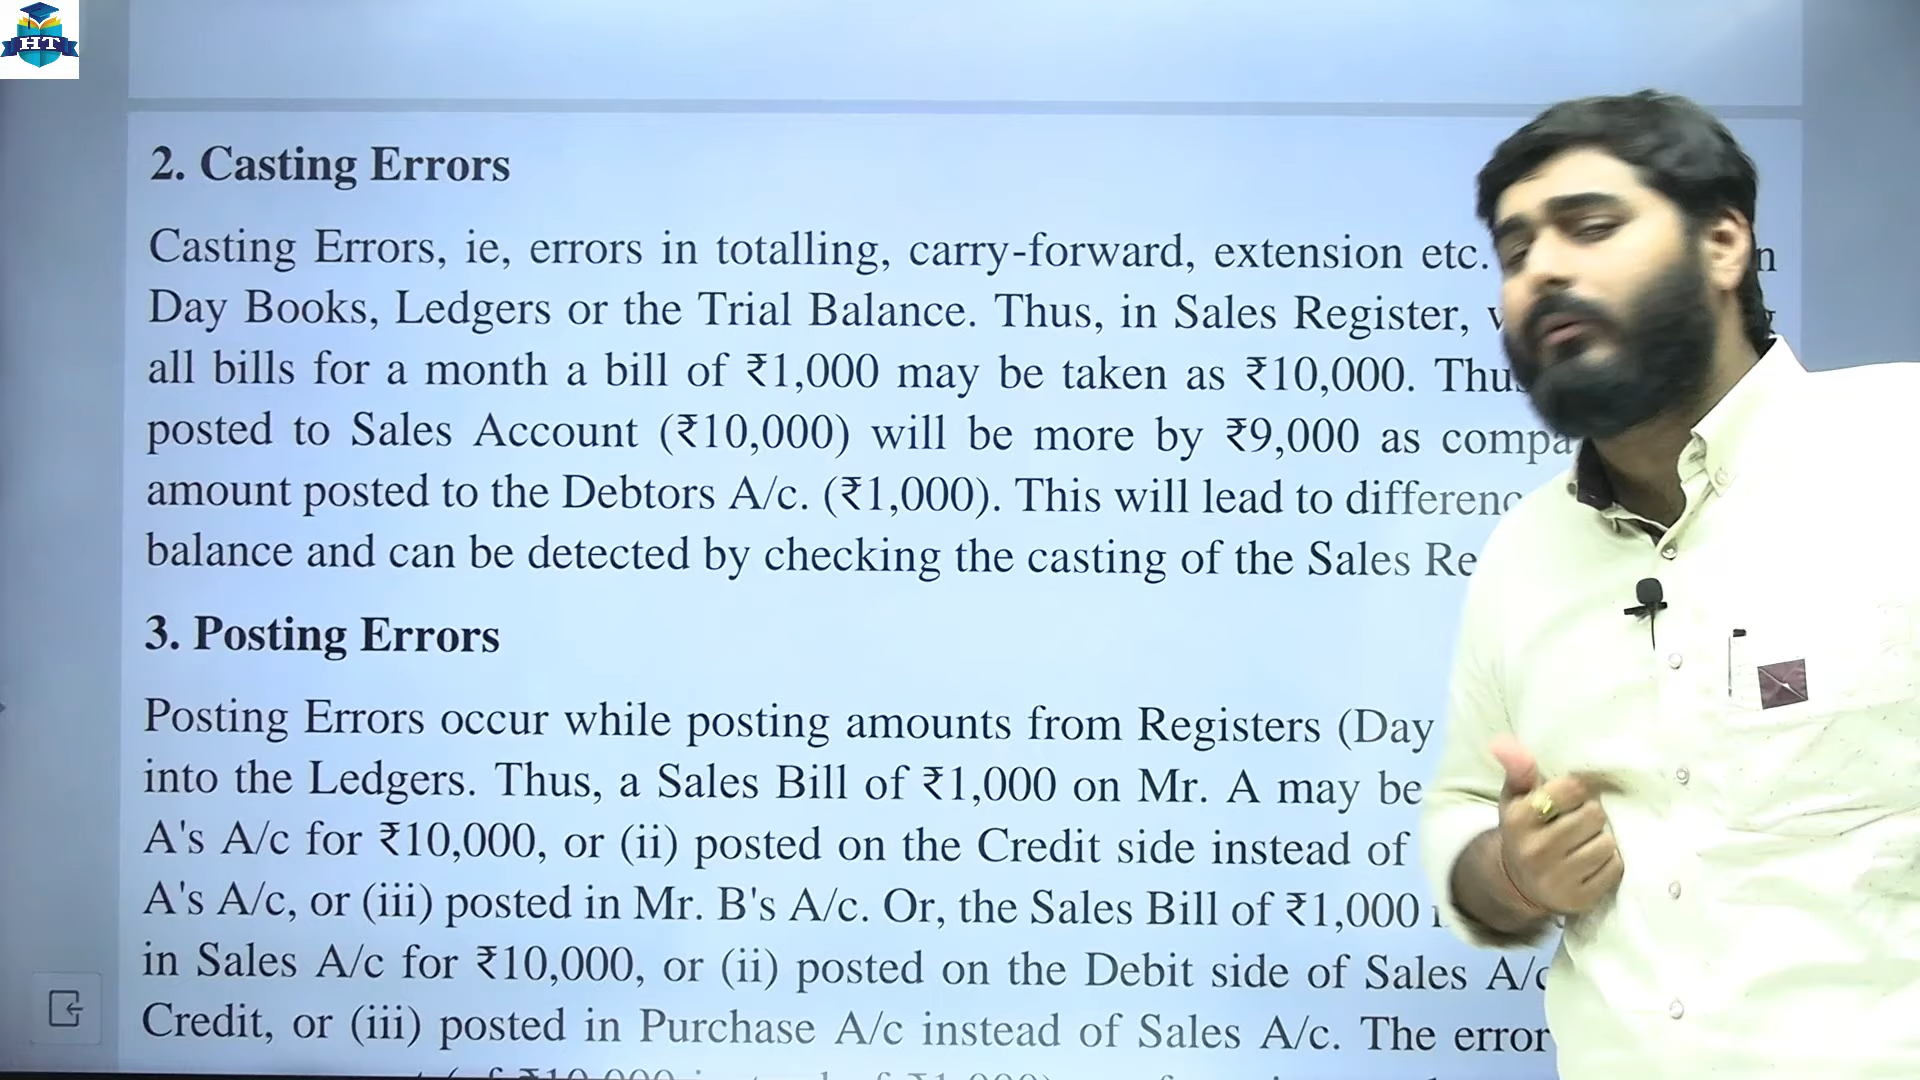 HT
2. Casting Errors
Casting Errors, ie, errors in totalling, carry-forward, extension etc.
Day Books, Ledgers or the Trial Balance. Thus, in Sales Register,
all bills for a month a bill of ₹1,000 may be taken as ₹10,000.
posted to Sales Account (₹10,000) will be more by ₹9,000 as
amount posted to the Debtors A/c. (₹1,000). This will lead to
balance and can be detected by checking the casting of the Sales
3. Posting Errors
Posting Errors occur while posting amounts from Registers (Day
into the Ledgers. Thus, a Sales Bill of ₹1,000 on Mr. A may be
A's A/c for ₹10,000, or (ii) posted on the Credit side instead of
A's A/c, or (iii) posted in Mr. B's A/c. Or, the Sales Bill of ₹1,000
in Sales A/c for ₹10,000, or (ii) posted on the Debit side of Sales
Credit, or (iii) posted in Purchase A/c instead of Sales A/c. The error